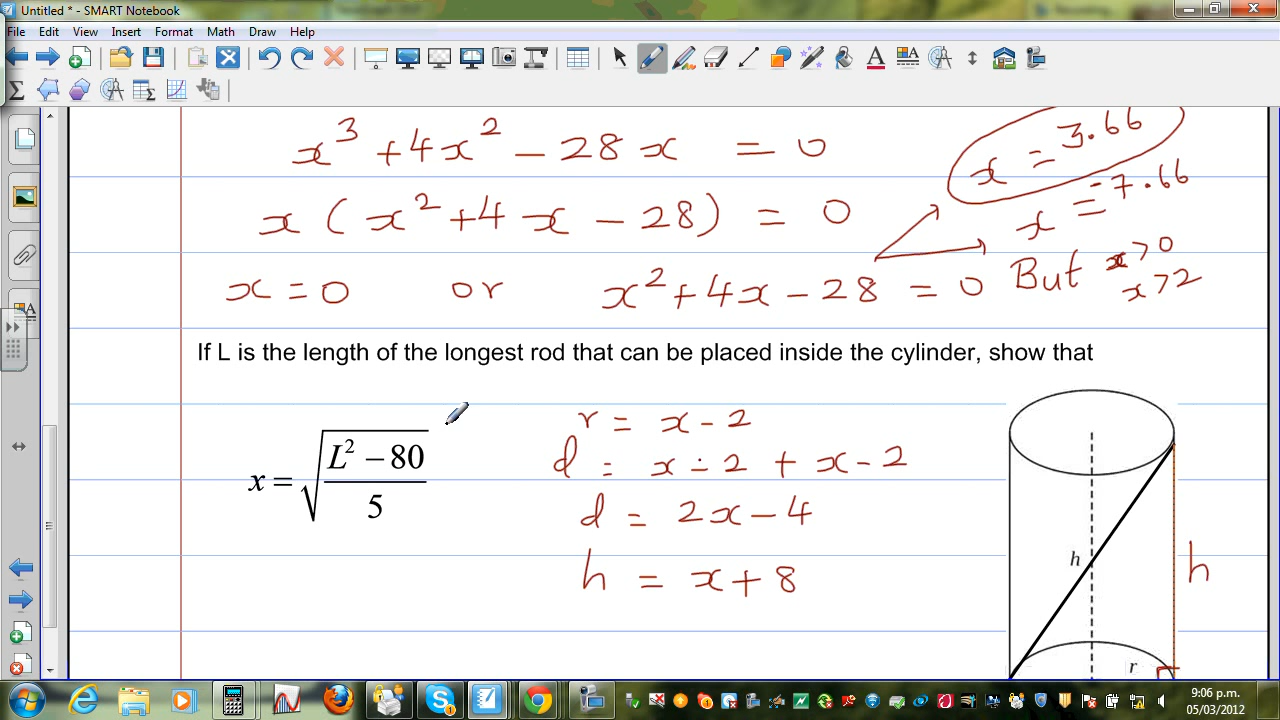 Untitled * - SMART Notebook
File Edit View Insert Format Math Draw Help
x³ + 4x² - 28x = 0
x = 3.66
x (x² + 4x - 28) = 0
x = -7.66
x = 0 or x² + 4x - 28 = 0 But x > 0
x > 2
If L is the length of the longest rod that can be placed inside the cylinder, show that
x = √((L² - 80)/5)
r = x - 2
d = x - 2 + x - 2
d = 2x - 4
h = x + 8
h
h
r
9:06 p.m.
05/03/2012